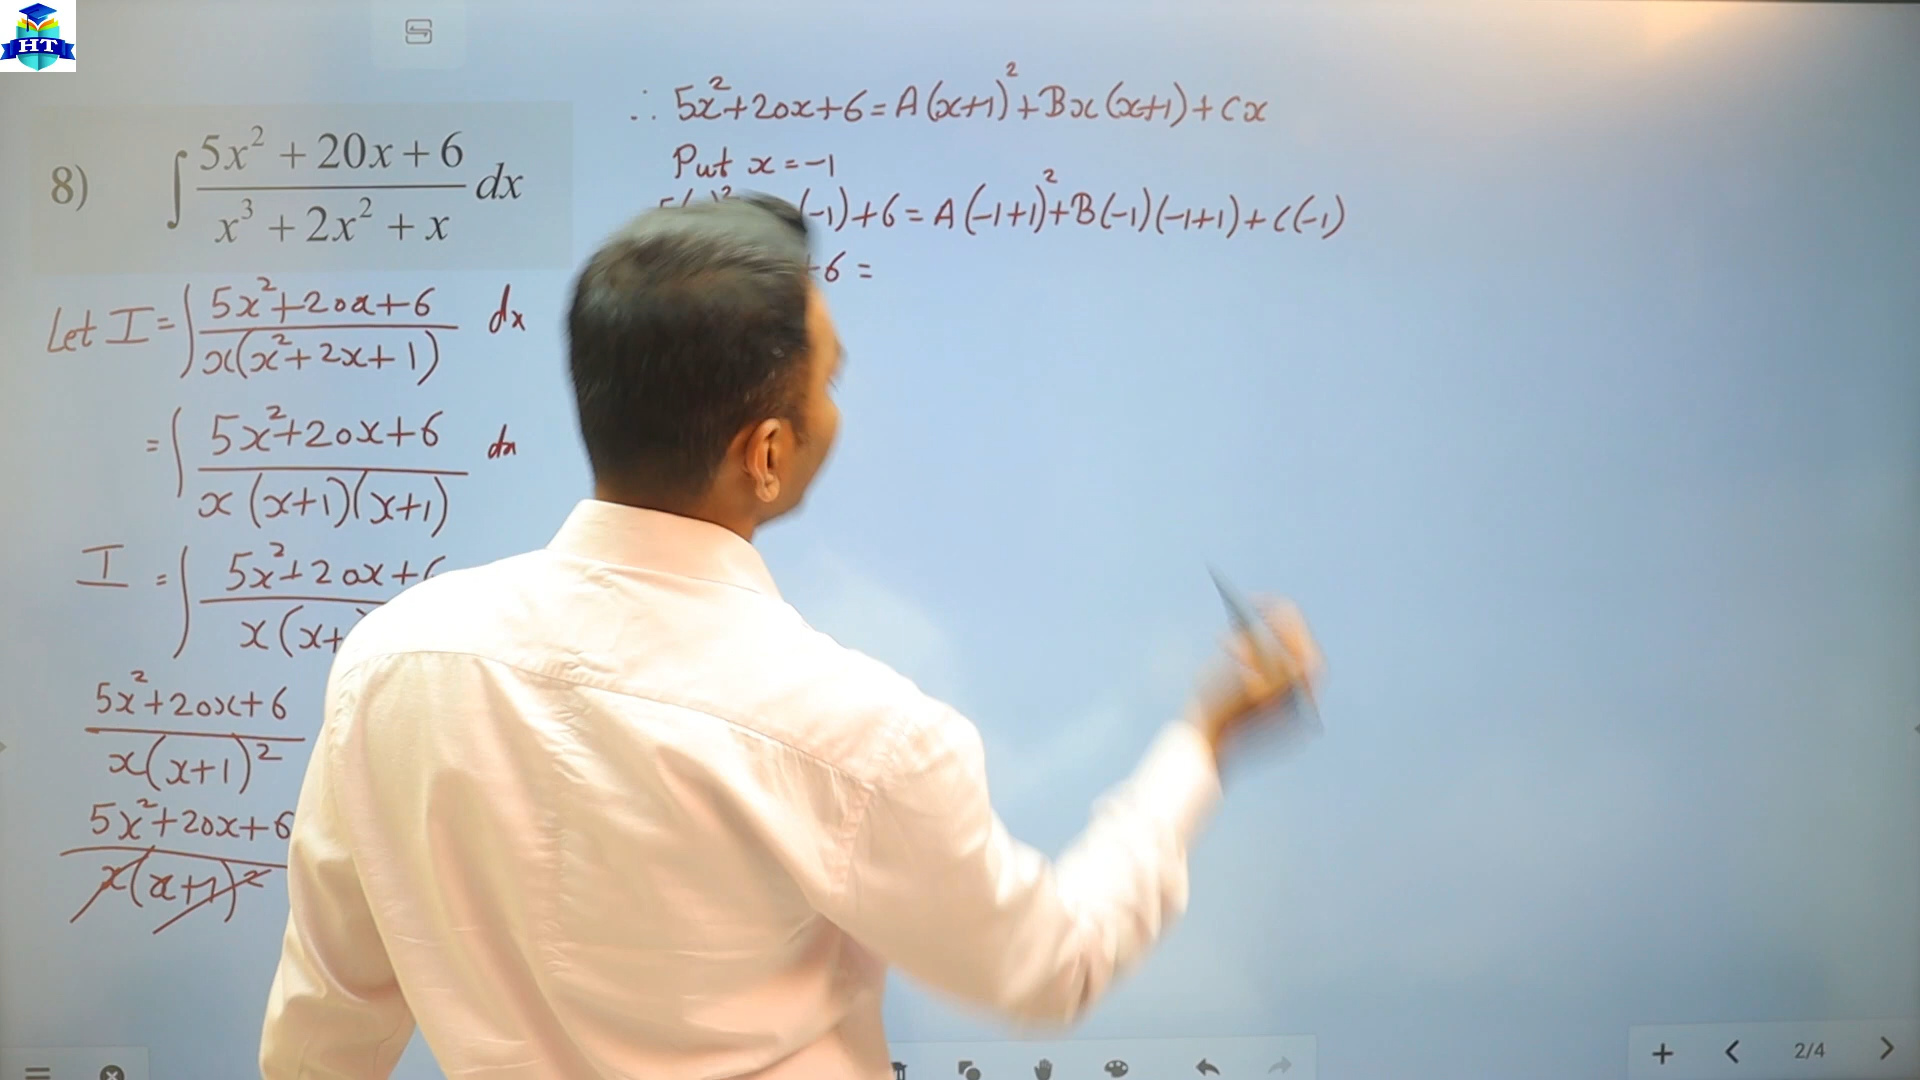 HT
8) ∫ 5x² + 20x + 6 / x³ + 2x² + x dx
Let I = ∫ 5x²+20x+6 / x(x²+2x+1) dx
= ∫ 5x²+20x+6 / x(x+1)(x+1) dx
I = ∫ 5x²+20x+6 / x(x+
5x²+20x+6 / x(x+1)²
5x²+20x+6 / x(x+1)²
∴ 5x²+20x+6 = A(x+1)² + Bx(x+1) + Cx
Put x = -1
(-1)+6 = A(-1+1)² + B(-1)(-1+1) + C(-1)
+6 =
2/4